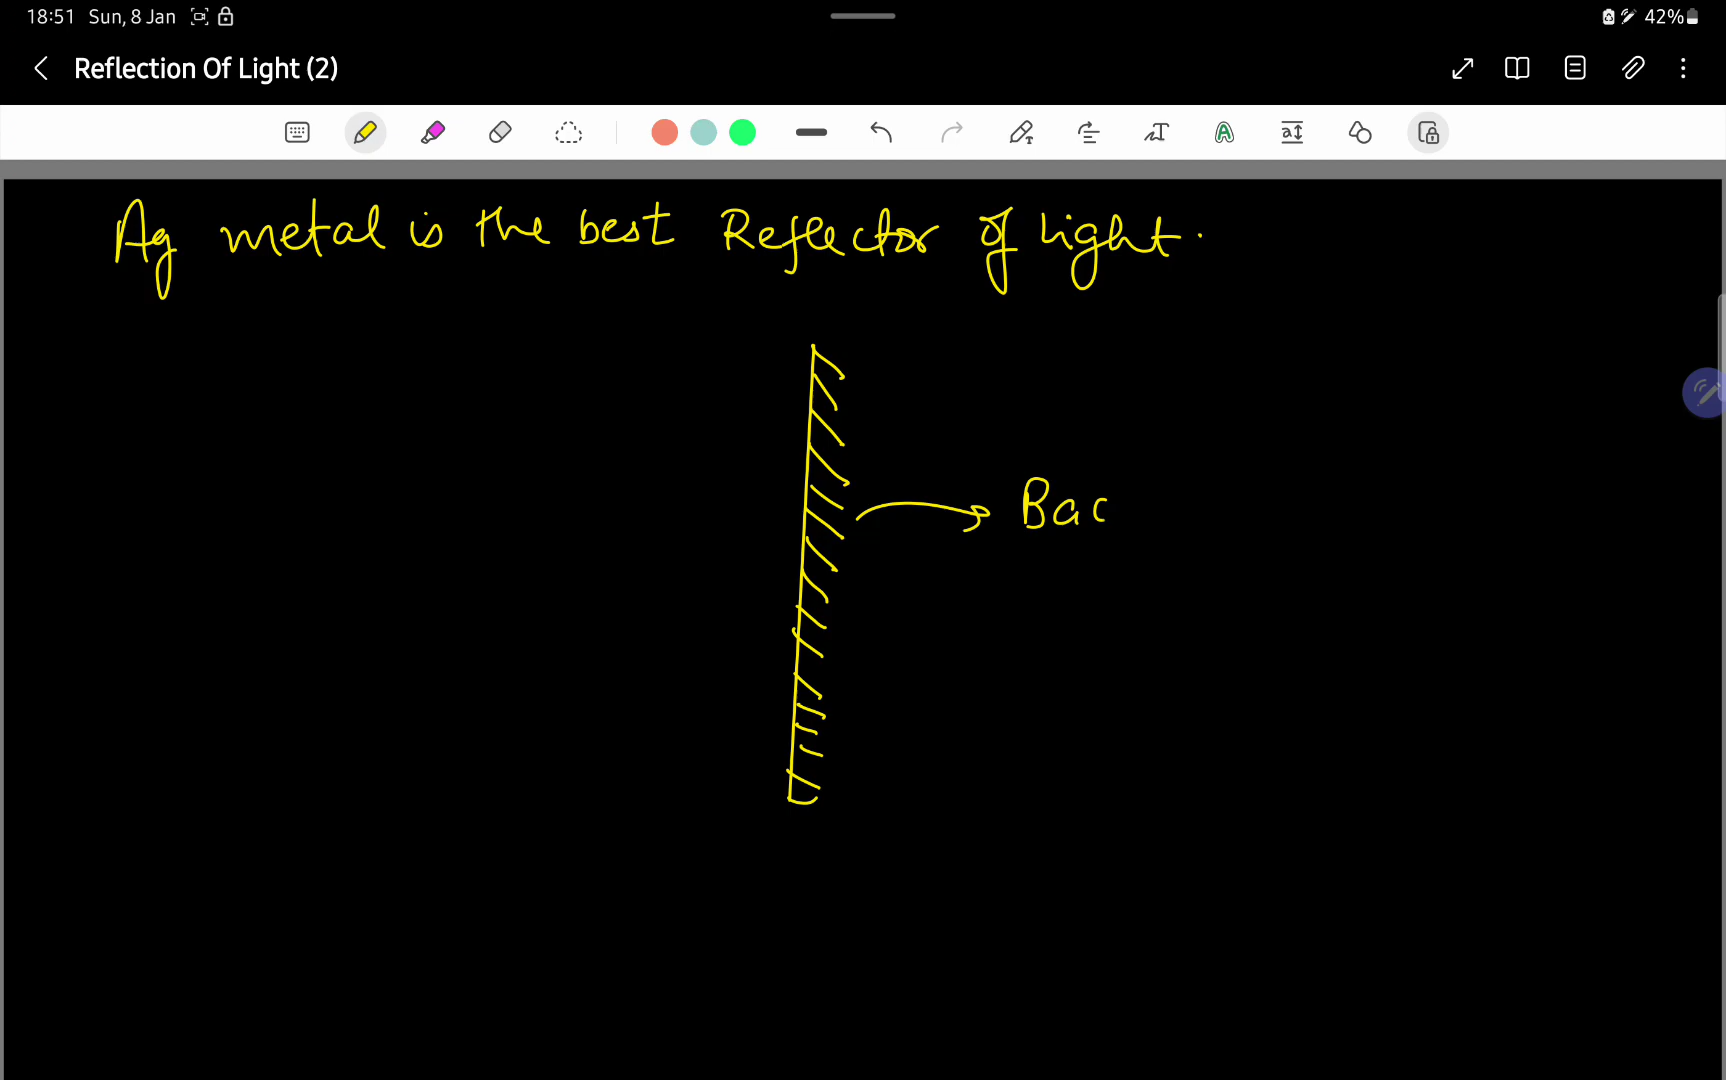 18:51 Sun, 8 Jan 42%
Reflection Of Light (2)
Ag metal is the best Reflector of Light.
Bac